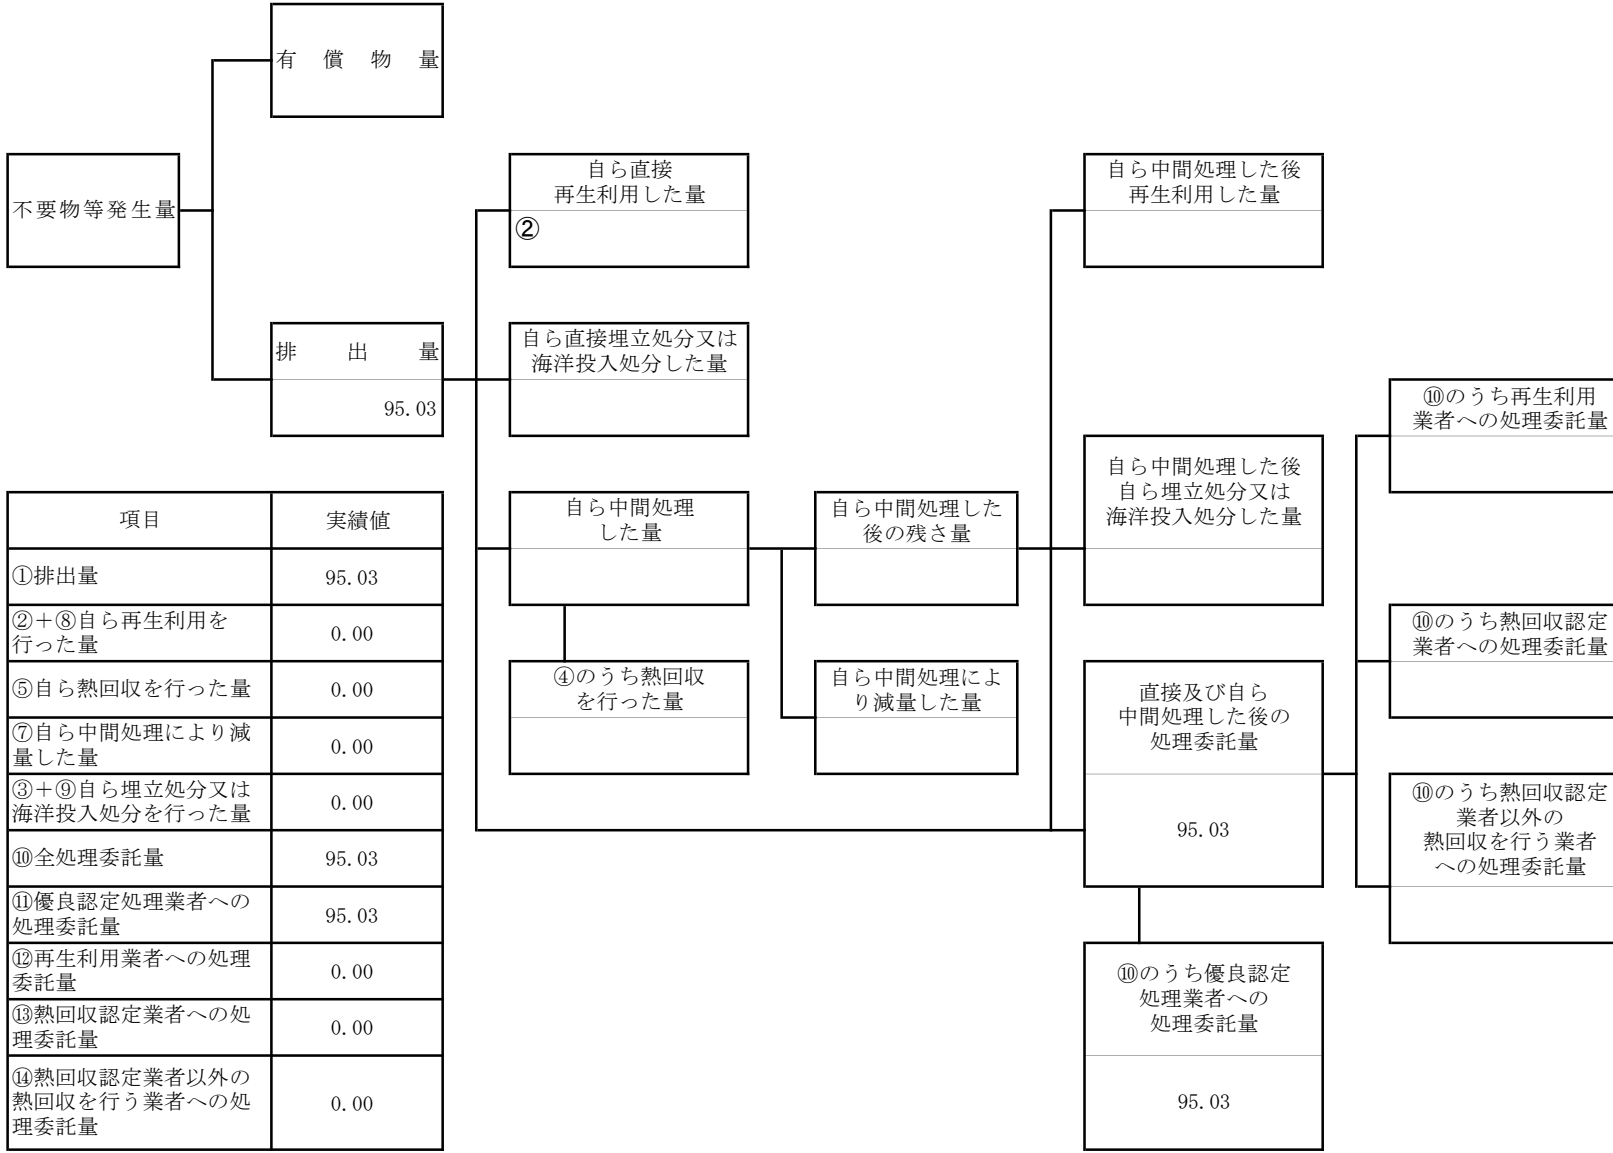 有償物量
不要物等発生量
自ら直接
再生利用した量
②
自ら中間処理した後
再生利用した量
排出量
95.03
自ら直接埋立処分又は
海洋投入処分した量
⑩のうち再生利用
業者への処理委託量
自ら中間処理
した量
自ら中間処理した
後の残さ量
自ら中間処理した後
自ら埋立処分又は
海洋投入処分した量
⑩のうち熱回収認定
業者への処理委託量
④のうち熱回収
を行った量
自ら中間処理によ
り減量した量
直接及び自ら
中間処理した後の
処理委託量
95.03
⑩のうち熱回収認定
業者以外の
熱回収を行う業者
への処理委託量
⑩のうち優良認定
処理業者への
処理委託量
95.03
項目 実績値
①排出量 95.03
②＋⑧自ら再生利用を
行った量 0.00
⑤自ら熱回収を行った量 0.00
⑦自ら中間処理により減
量した量 0.00
③＋⑨自ら埋立処分又は
海洋投入処分を行った量 0.00
⑩全処理委託量 95.03
⑪優良認定処理業者への
処理委託量 95.03
⑫再生利用業者への処理
委託量 0.00
⑬熱回収認定業者への処
理委託量 0.00
⑭熱回収認定業者以外の
熱回収を行う業者への処
理委託量 0.00